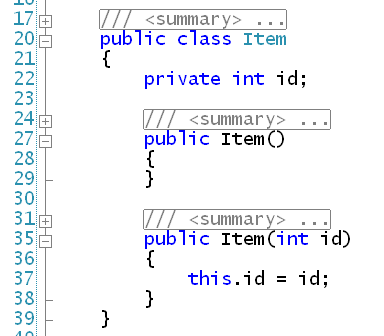 17 /// <summary> ...
20 public class Item
21 {
22 private int id;
23
24 /// <summary> ...
27 public Item()
28 {
29 }
30
31 /// <summary> ...
35 public Item(int id)
36 {
37 this.id = id;
38 }
39 }